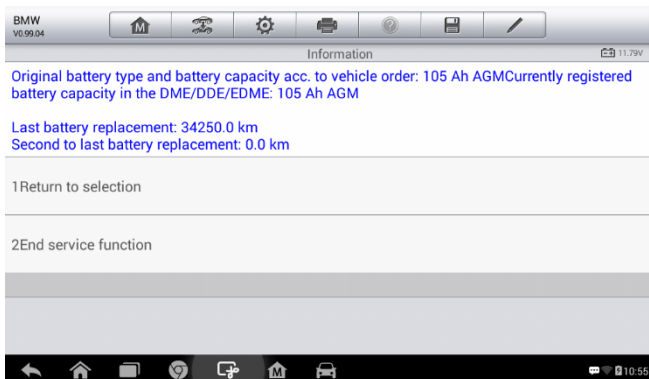 BMW
V0.99.04
M
Information
11.79V
Original battery type and battery capacity acc. to vehicle order: 105 Ah AGMCurrently registered
battery capacity in the DME/DDE/EDME: 105 Ah AGM
Last battery replacement: 34250.0 km
Second to last battery replacement: 0.0 km
1Return to selection
2End service function
M
10:55